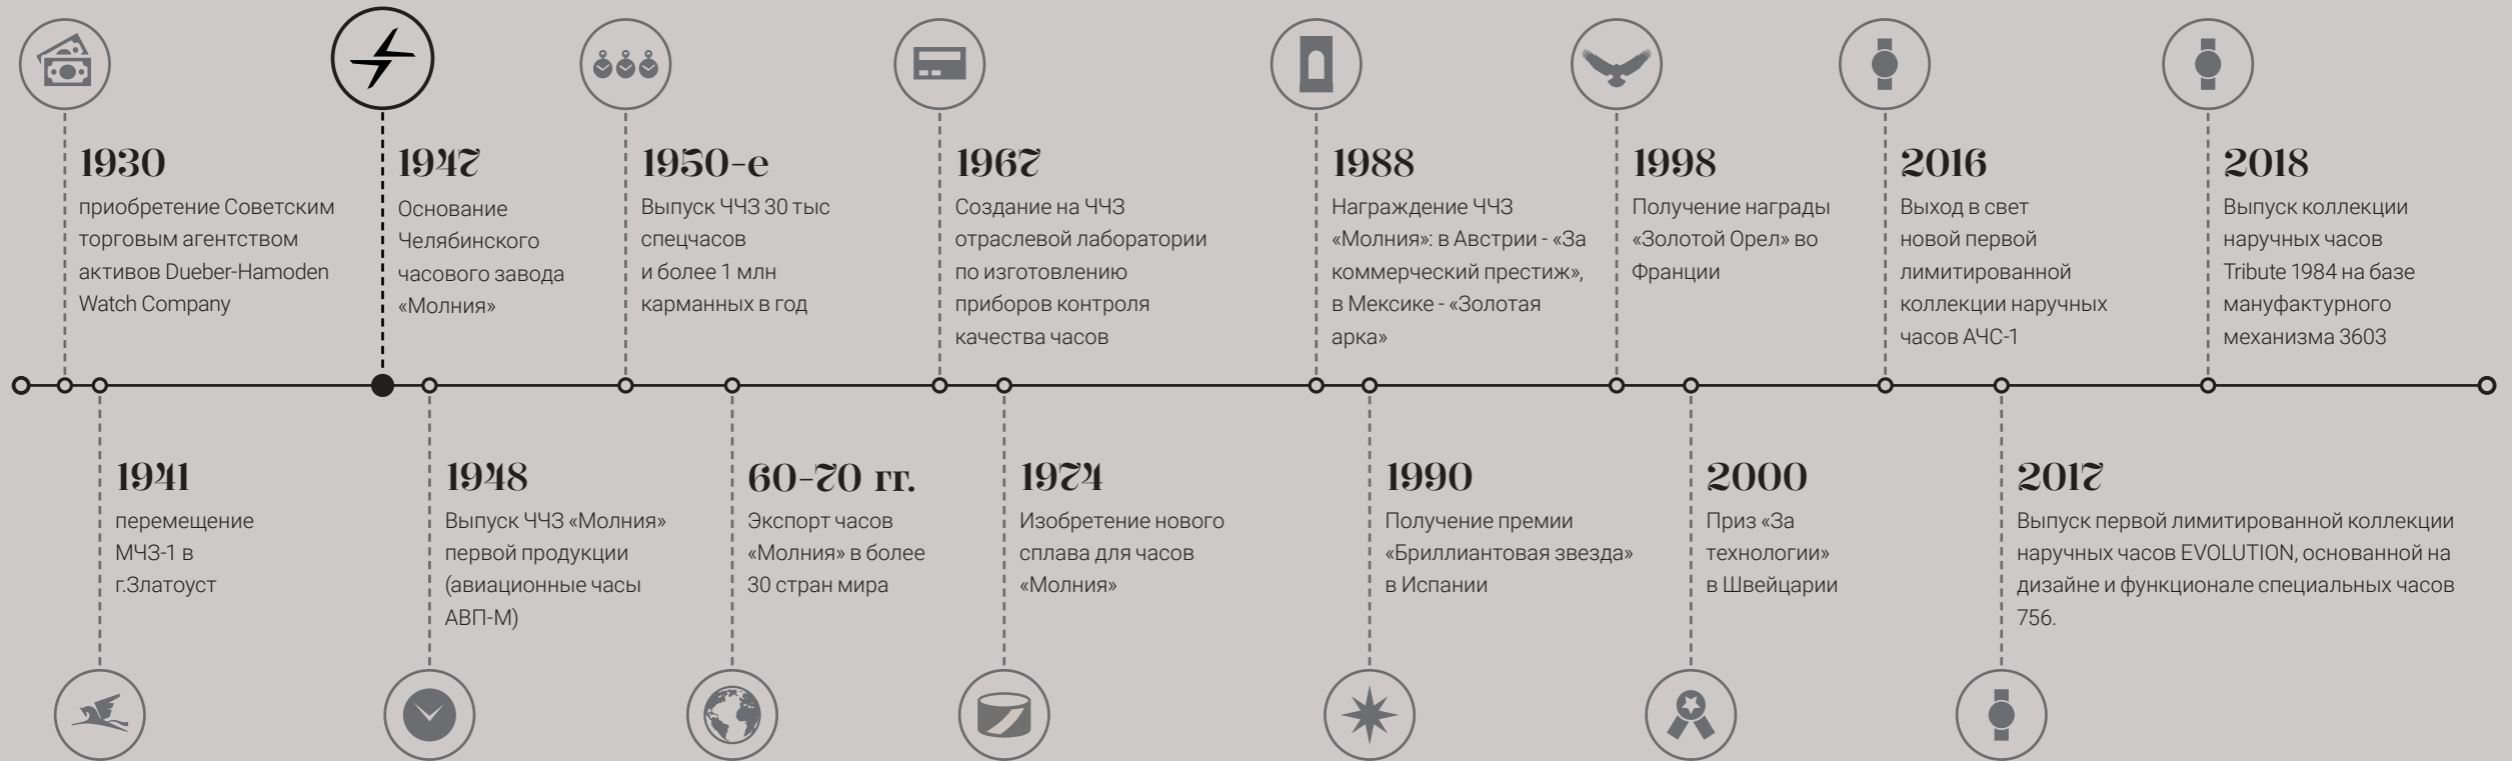 1930
приобретение Советским
торговым агентством
активов Dueber-Hamoden
Watch Company
1947
Основание
Челябинского
часового завода
«Молния»
1950-е
Выпуск ЧЧЗ 30 тыс
спецчасов
и более 1 млн
карманных в год
1967
Создание на ЧЧЗ
отраслевой лаборатории
по изготовлению
приборов контроля
качества часов
1988
Награждение ЧЧЗ
«Молния»: в Австрии - «За
коммерческий престиж»,
в Мексике - «Золотая
арка»
1998
Получение награды
«Золотой Орел» во
Франции
2016
Выход в свет
новой первой
лимитированной
коллекции наручных
часов АЧС-1
2018
Выпуск коллекции
наручных часов
Tribute 1984 на базе
мануфактурного
механизма 3603
1941
перемещение
МЧЗ-1 в
г.Златоуст
1948
Выпуск ЧЧЗ «Молния»
первой продукции
(авиационные часы
АВП-М)
60-70 гг.
Экспорт часов
«Молния» в более
30 стран мира
1974
Изобретение нового
сплава для часов
«Молния»
1990
Получение премии
«Бриллиантовая звезда»
в Испании
2000
Приз «За
технологии»
в Швейцарии
2017
Выпуск первой лимитированной коллекции
наручных часов EVOLUTION, основанной на
дизайне и функционале специальных часов
756.